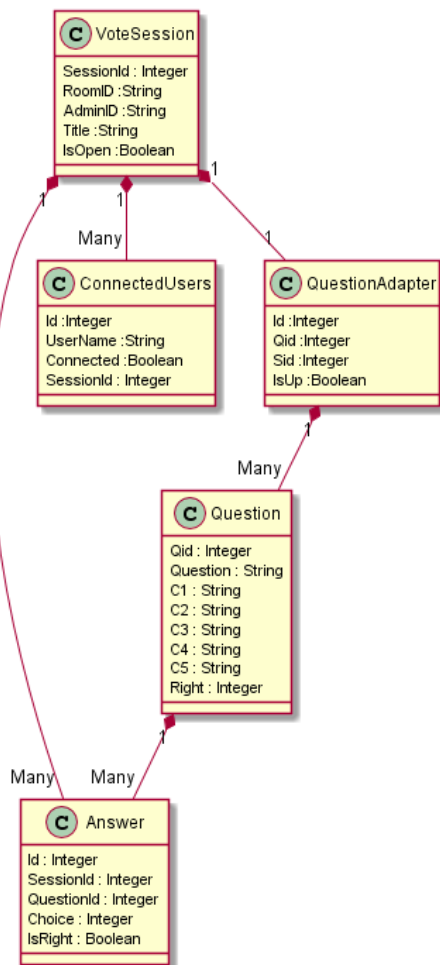 C VoteSession
SessionId : Integer
RoomID :String
AdminID :String
Title :String
IsOpen :Boolean
1
1
1
Many
1
C ConnectedUsers
Id :Integer
UserName :String
Connected :Boolean
SessionId : Integer
C QuestionAdapter
Id :Integer
Qid :Integer
Sid :Integer
IsUp :Boolean
1
Many
C Question
Qid : Integer
Question : String
C1 : String
C2 : String
C3 : String
C4 : String
C5 : String
Right : Integer
1
Many
Many
C Answer
Id : Integer
SessionId : Integer
QuestionId : Integer
Choice : Integer
IsRight : Boolean